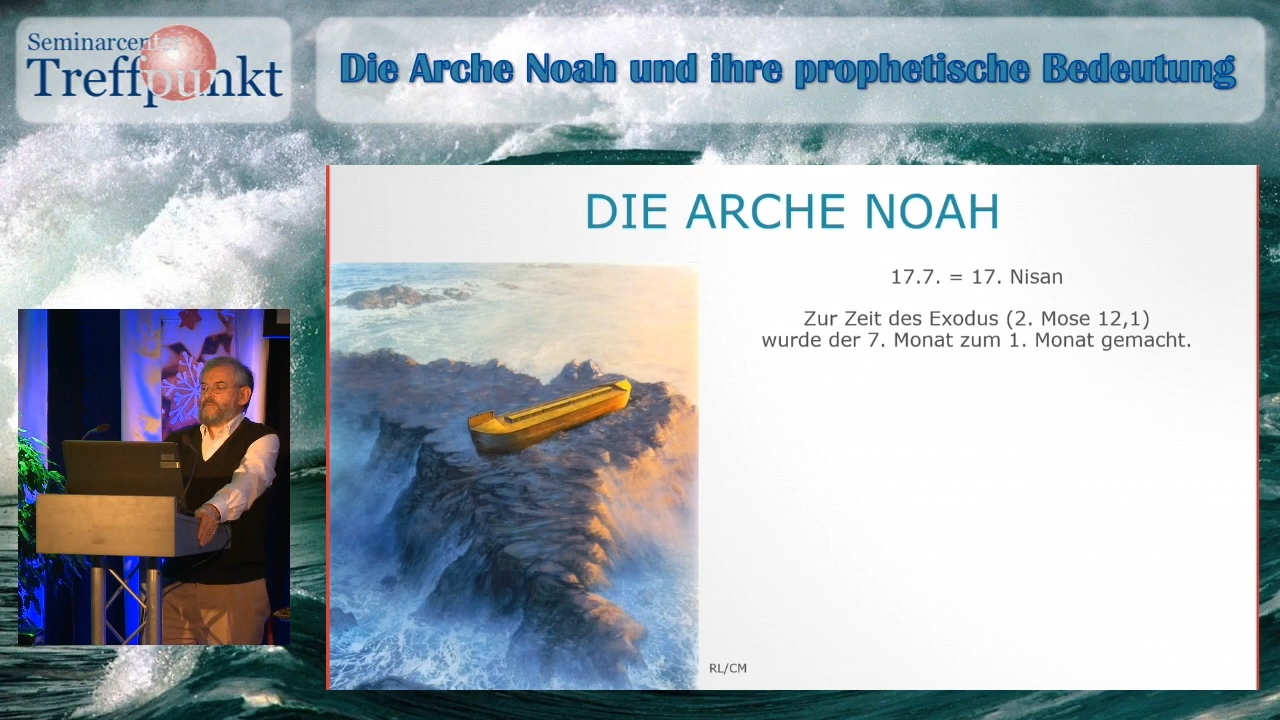 Seminarcenter
Treffpunkt
Die Arche Noah und ihre prophetische Bedeutung
DIE ARCHE NOAH
17.7. = 17. Nisan
Zur Zeit des Exodus (2. Mose 12,1)
wurde der 7. Monat zum 1. Monat gemacht.
RL/CM